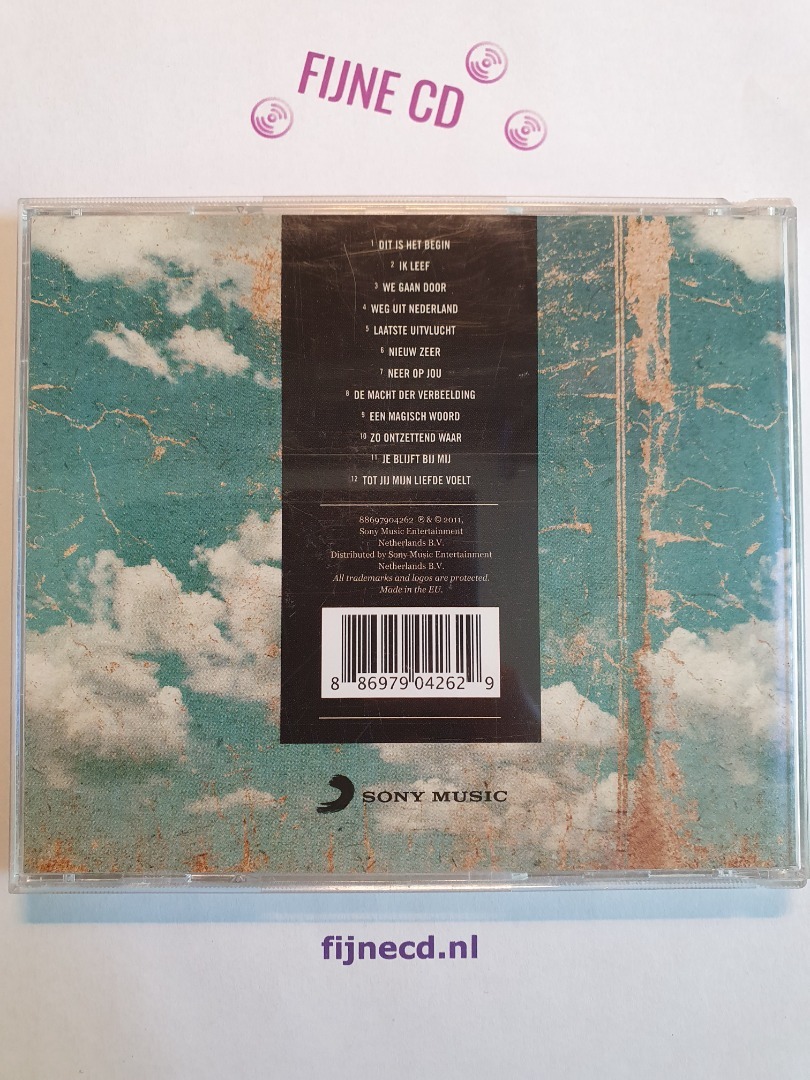 FIJNE CD
1 DIT IS HET BEGIN
2 IK LEEF
3 WE GAAN DOOR
4 WEG UIT NEDERLAND
5 LAATSTE UITVLUCHT
6 NIEUW ZEER
7 NEER OP JOU
8 DE MACHT DER VERBEELDING
9 EEN MAGISCH WOORD
10 ZO ONTZETTEND WAAR
11 JE BLIJFT BIJ MIJ
12 TOT JIJ MIJN LIEFDE VOELT
88697904262 ℗ & © 2011,
Sony Music Entertainment
Netherlands B.V.
Distributed by Sony Music Entertainment
Netherlands B.V.
All trademarks and logos are protected.
Made in the EU.
8 86979 04262 9
SONY MUSIC
fijnecd.nl